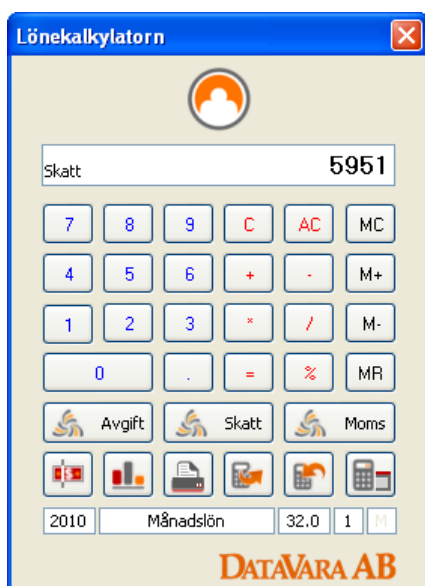 Lönekalkylatorn
Skatt 5951
7 8 9 C AC MC
4 5 6 + - M+
1 2 3 * / M-
0 . = % MR
Avgift Skatt Moms
2010 Månadslön 32.0 1 M
DATAVARA AB